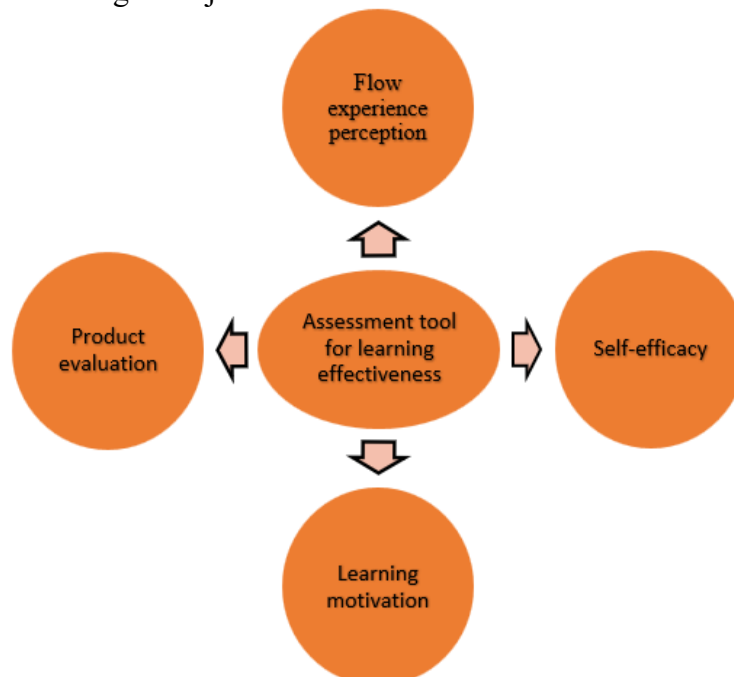 Flow
experience
perception
Product
evaluation
Assessment tool
for learning
effectiveness
Self-efficacy
Learning
motivation